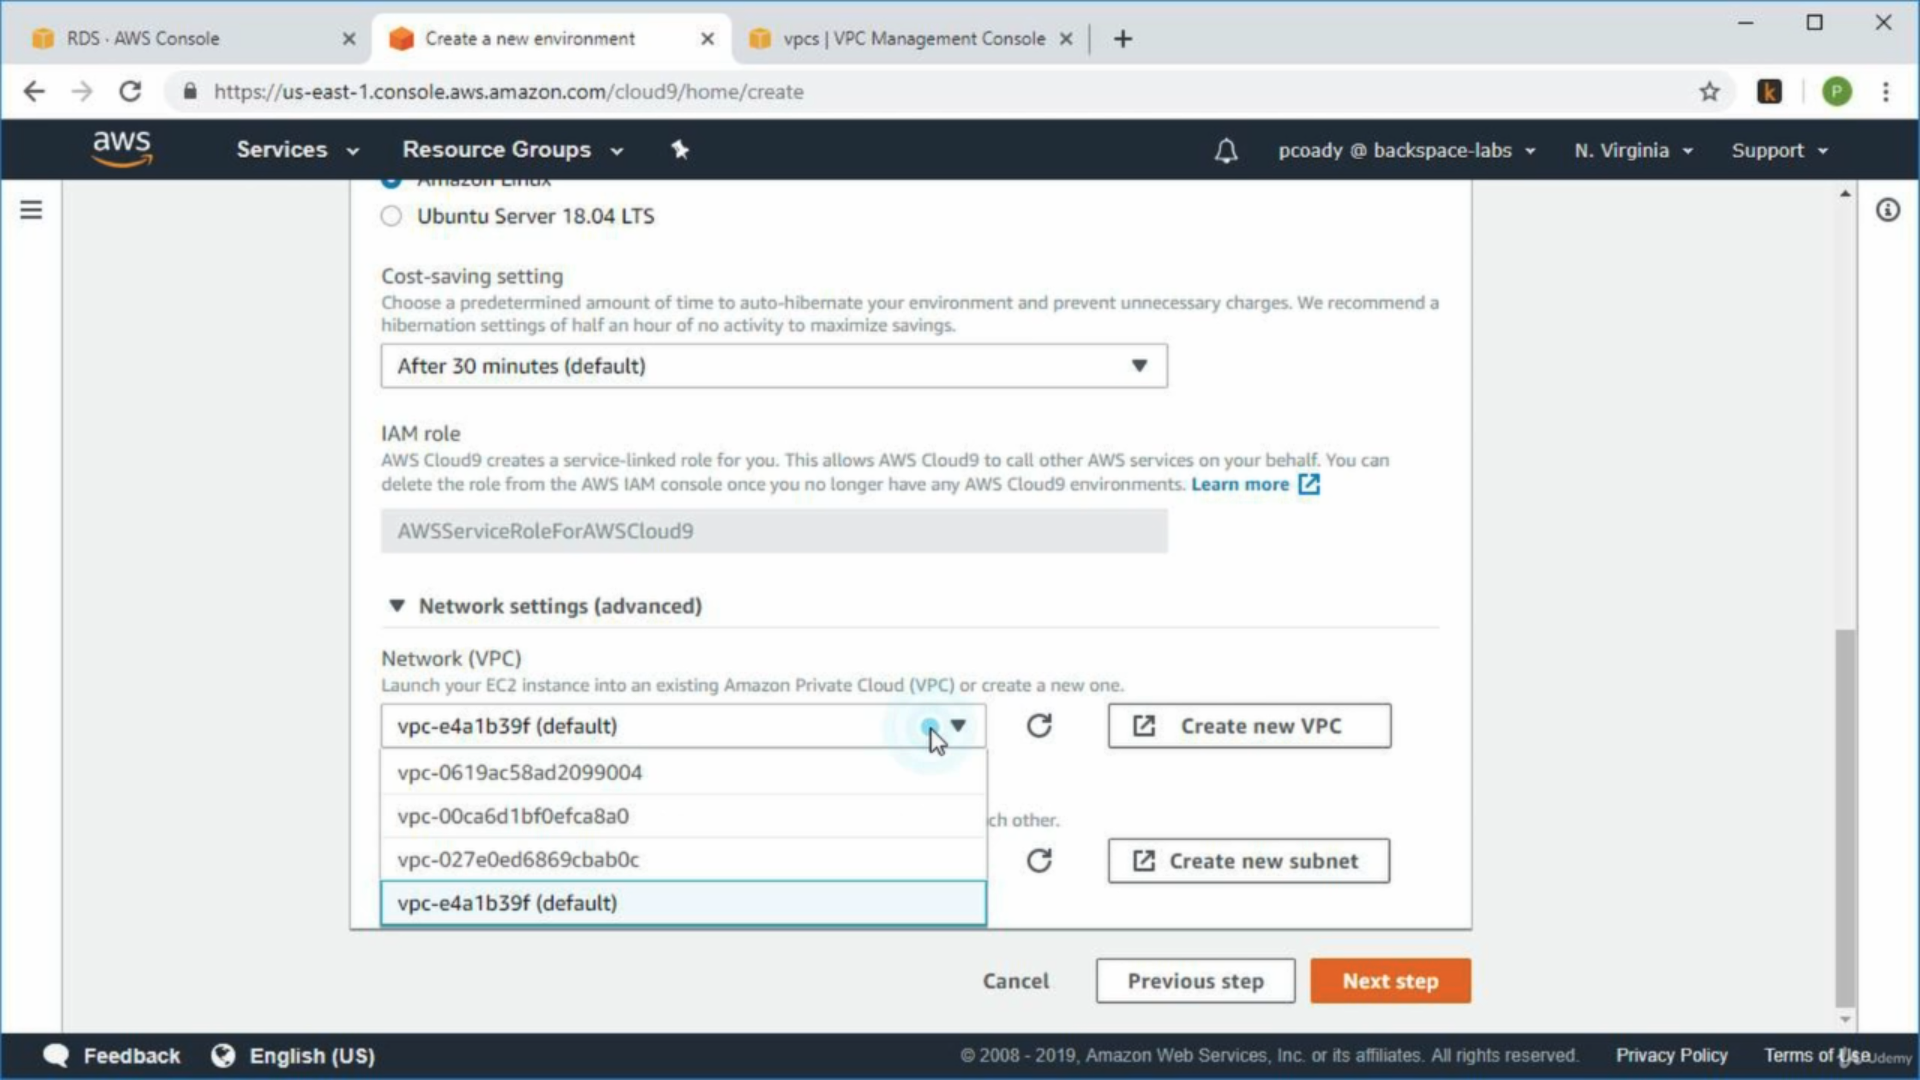 RDS · AWS Console
Create a new environment
vpcs | VPC Management Console
https://us-east-1.console.aws.amazon.com/cloud9/home/create
k
P
aws
Services
Resource Groups
pcoady @ backspace-labs
N. Virginia
Support
Amazon Linux
Ubuntu Server 18.04 LTS
Cost-saving setting
Choose a predetermined amount of time to auto-hibernate your environment and prevent unnecessary charges. We recommend a
hibernation settings of half an hour of no activity to maximize savings.
After 30 minutes (default)
IAM role
AWS Cloud9 creates a service-linked role for you. This allows AWS Cloud9 to call other AWS services on your behalf. You can
delete the role from the AWS IAM console once you no longer have any AWS Cloud9 environments. Learn more
AWSServiceRoleForAWSCloud9
Network settings (advanced)
Network (VPC)
Launch your EC2 instance into an existing Amazon Private Cloud (VPC) or create a new one.
vpc-e4a1b39f (default)
Create new VPC
vpc-0619ac58ad2099004
vpc-00ca6d1bf0efca8a0
ch other.
vpc-027e0ed6869cbab0c
Create new subnet
vpc-e4a1b39f (default)
Cancel
Previous step
Next step
Feedback
English (US)
© 2008 - 2019, Amazon Web Services, Inc. or its affiliates. All rights reserved.
Privacy Policy
Terms of Use
Udemy